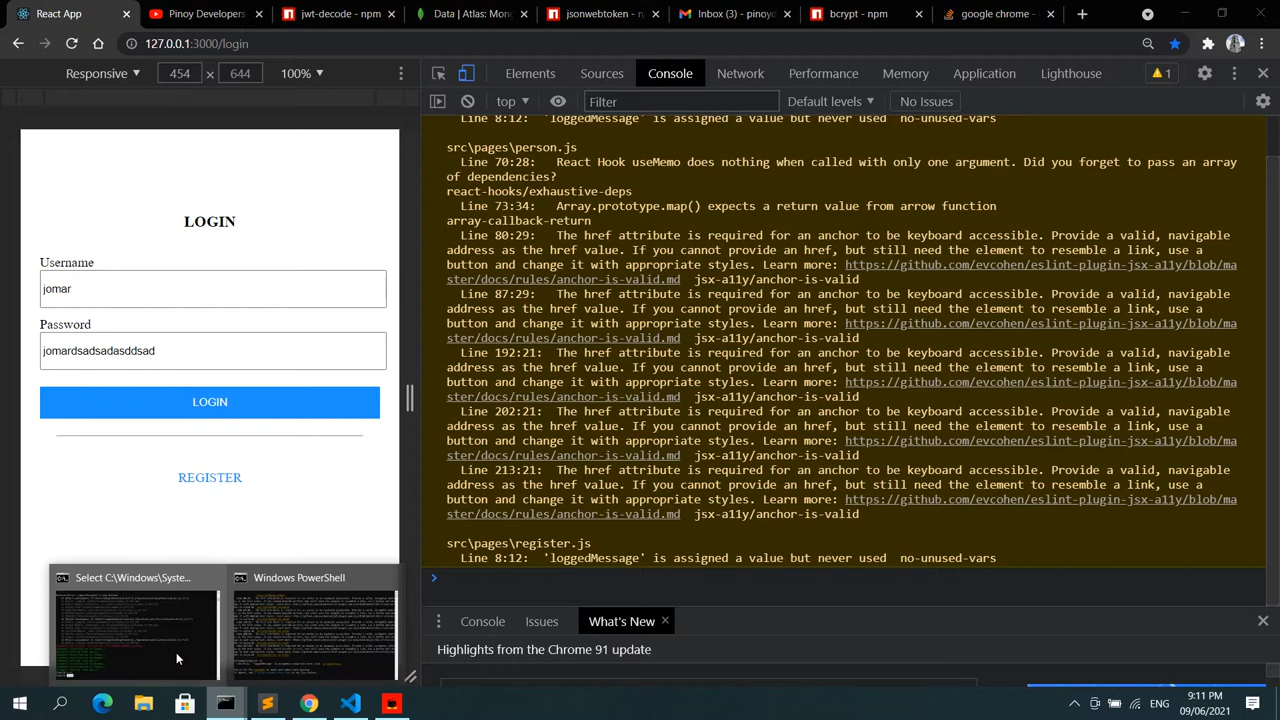 React App
Pinoy Develope
jwt-decode - n
Data | Atlas: Mon
jsonwebton - n
Inbox (3) - pinoyd
bcrypt - npm
google chrome -
127.0.0.1:3000/login
Responsive
454 × 644
100%
Elements
Sources
Console
Network
Performance
Memory
Application
Lighthouse
1
top
Filter
Default levels
No Issues
Line 8:12: 'loggedMessage' is assigned a value but never used no-unused-vars
src\pages\person.js
Line 70:28: React Hook useMemo does nothing when called with only one argument. Did you forget to pass an array
of dependencies?
react-hooks/exhaustive-deps
Line 73:34: Array.prototype.map() expects a return value from arrow function
array-callback-return
Line 80:29: The href attribute is required for an anchor to be keyboard accessible. Provide a valid, navigable
address as the href value. If you cannot provide an href, but still need the element to resemble a link, use a
button and change it with appropriate styles. Learn more: https://github.com/evcohen/eslint-plugin-jsx-a11y/blob/ma
ster/docs/rules/anchor-is-valid.md jsx-a11y/anchor-is-valid
Line 87:29: The href attribute is required for an anchor to be keyboard accessible. Provide a valid, navigable
address as the href value. If you cannot provide an href, but still need the element to resemble a link, use a
button and change it with appropriate styles. Learn more: https://github.com/evcohen/eslint-plugin-jsx-a11y/blob/ma
ster/docs/rules/anchor-is-valid.md jsx-a11y/anchor-is-valid
Line 192:21: The href attribute is required for an anchor to be keyboard accessible. Provide a valid, navigable
address as the href value. If you cannot provide an href, but still need the element to resemble a link, use a
button and change it with appropriate styles. Learn more: https://github.com/evcohen/eslint-plugin-jsx-a11y/blob/ma
ster/docs/rules/anchor-is-valid.md jsx-a11y/anchor-is-valid
Line 202:21: The href attribute is required for an anchor to be keyboard accessible. Provide a valid, navigable
address as the href value. If you cannot provide an href, but still need the element to resemble a link, use a
button and change it with appropriate styles. Learn more: https://github.com/evcohen/eslint-plugin-jsx-a11y/blob/ma
ster/docs/rules/anchor-is-valid.md jsx-a11y/anchor-is-valid
Line 213:21: The href attribute is required for an anchor to be keyboard accessible. Provide a valid, navigable
address as the href value. If you cannot provide an href, but still need the element to resemble a link, use a
button and change it with appropriate styles. Learn more: https://github.com/evcohen/eslint-plugin-jsx-a11y/blob/ma
ster/docs/rules/anchor-is-valid.md jsx-a11y/anchor-is-valid
src\pages\register.js
Line 8:12: 'loggedMessage' is assigned a value but never used no-unused-vars
LOGIN
Username
jomar
Password
jomardsadsadasddsad
LOGIN
REGISTER
Select C:\Windows\Syste...
Windows PowerShell
Console
Issues
What's New
Highlights from the Chrome 91 update
ENG
9:11 PM
09/06/2021